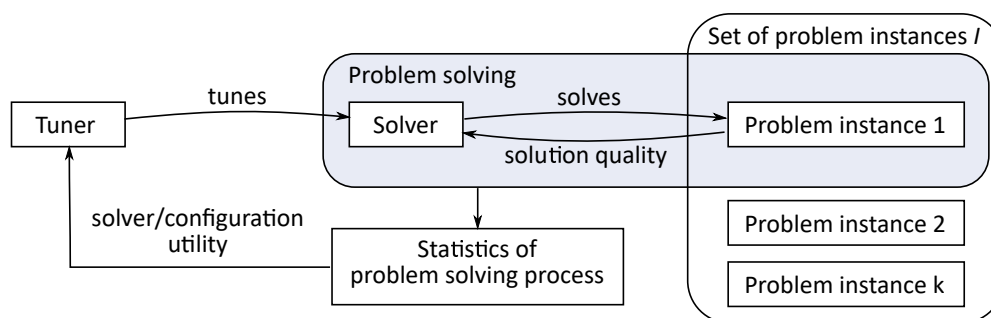 Set of problem instances I
Problem solving
tunes
solves
Tuner
Solver
Problem instance 1
solution quality
solver/configuration
utility
Problem instance 2
Statistics of
problem solving process
Problem instance k